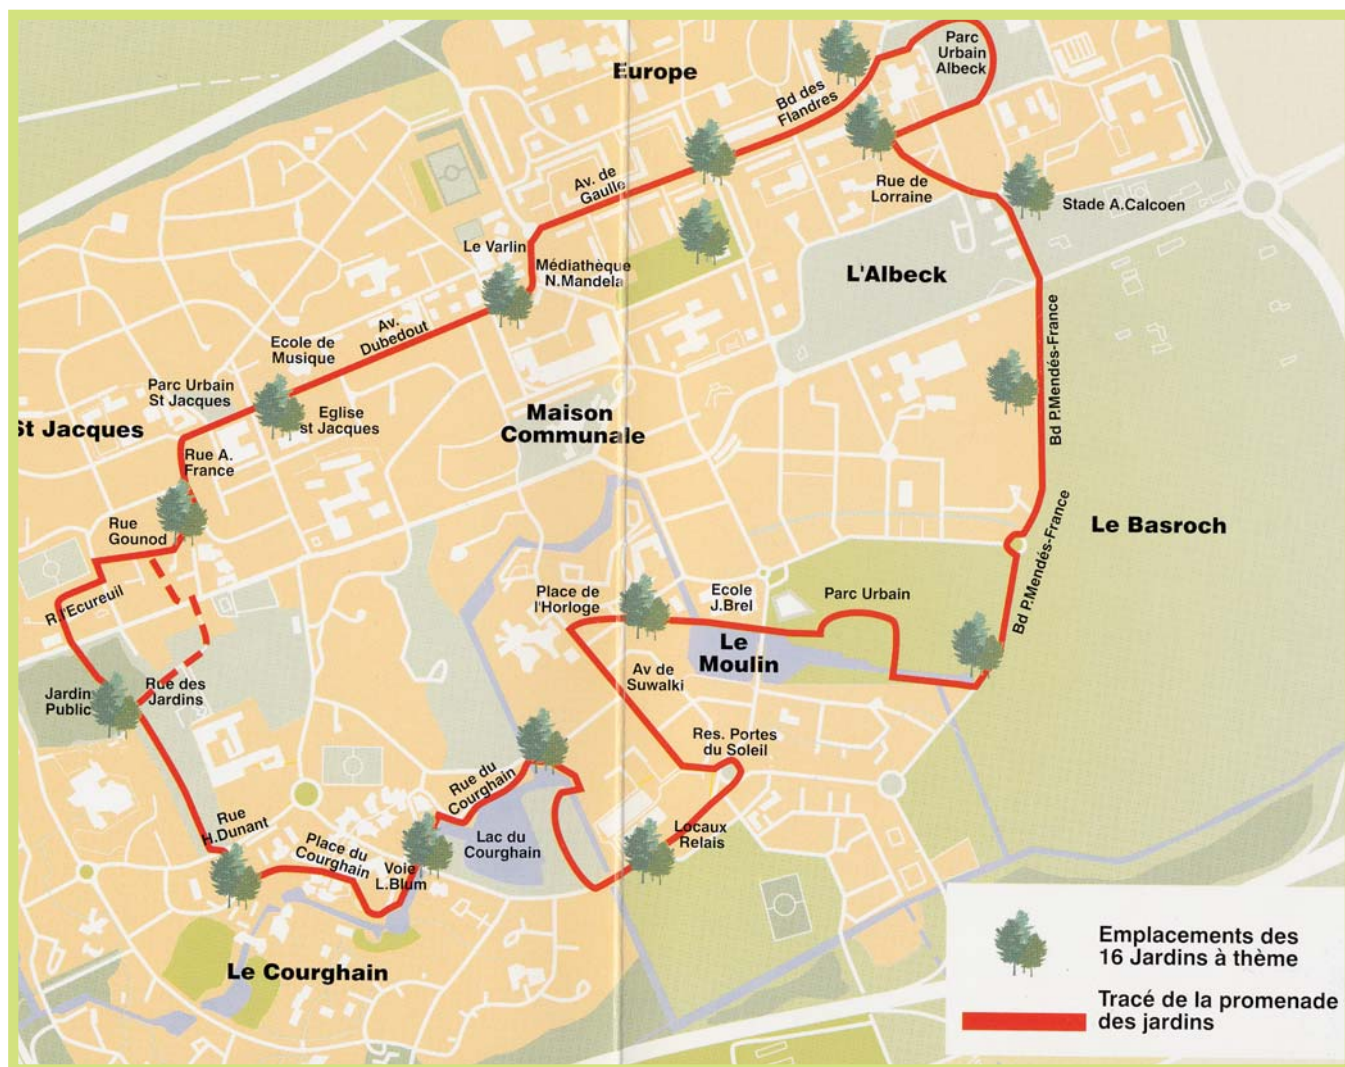 Parc
Urbain
Albeck
Europe
Bd des
Flandres
Av. de
Gaulle
Rue de
Lorraine
Stade A.Calcoen
Le Varlin
Médiathèque
N.Mandela
L'Albeck
Av.
Dubedout
Ecole de
Musique
Bd P.Mendés-France
Parc Urbain
St Jacques
Eglise
st Jacques
Maison
Communale
St Jacques
Rue A.
France
Rue
Gounod
Le Basroch
Bd P.Mendés-France
R.l'Ecureuil
Place de
l'Horloge
Ecole
J.Brel
Parc Urbain
Le
Moulin
Av de
Suwalki
Jardin
Public
Rue des
Jardins
Res. Portes
du Soleil
Rue du
Courghain
Rue
H.Dunant
Place du
Courghain
Voie
L.Blum
Lac du
Courghain
Locaux
Relais
Le Courghain
Emplacements des
16 Jardins à thème
Tracé de la promenade
des jardins